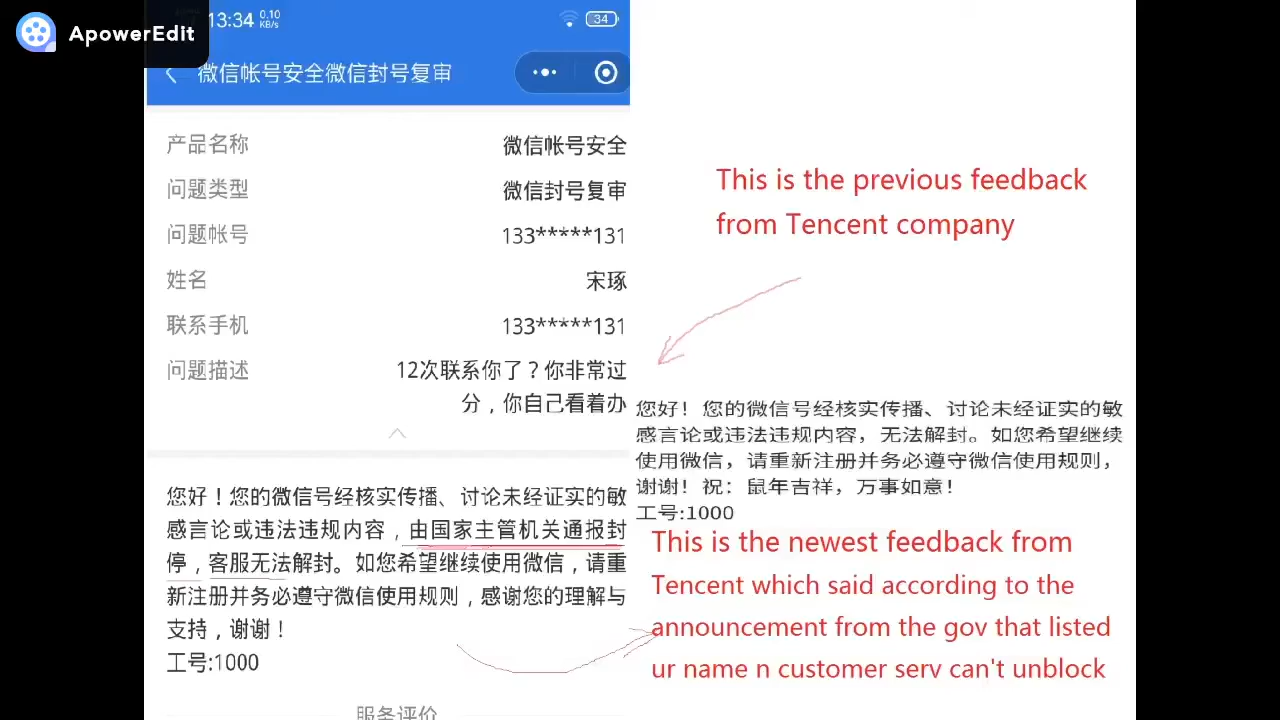 ApowerEdit
13:34 0.10 KB/s
34
微信帐号安全微信封号复审
产品名称 微信帐号安全
问题类型 微信封号复审
问题帐号 133*****131
姓名 宋琢
联系手机 133*****131
问题描述 12次联系你了？你非常过
分，你自己看着办
您好！您的微信号经核实传播、讨论未经证实的敏
感言论或违法违规内容，由国家主管机关通报封
停，客服无法解封。如您希望继续使用微信，请重
新注册并务必遵守微信使用规则，感谢您的理解与
支持，谢谢！
工号:1000
服务评价
This is the previous feedback
from Tencent company
您好！您的微信号经核实传播、讨论未经证实的敏
感言论或违法违规内容，无法解封。如您希望继续
使用微信，请重新注册并务必遵守微信使用规则，
谢谢！祝：鼠年吉祥，万事如意！
工号:1000
This is the newest feedback from
Tencent which said according to the
announcement from the gov that listed
ur name n customer serv can't unblock